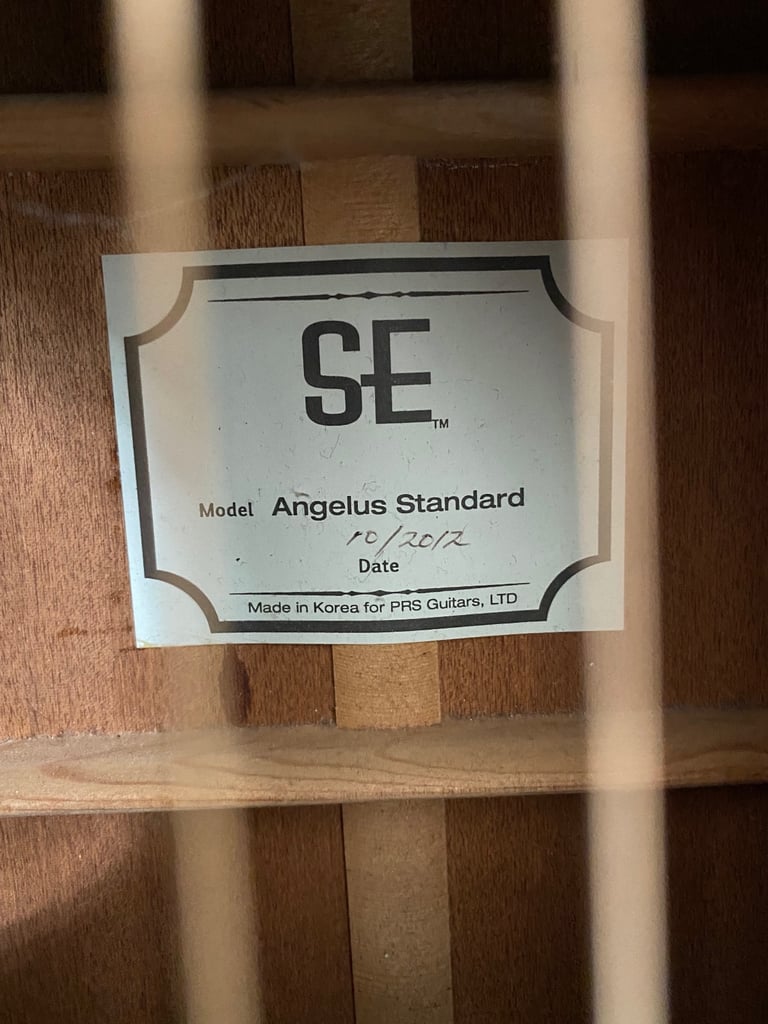 SE™
Model Angelus Standard
10/2012
Date
Made in Korea for PRS Guitars, LTD